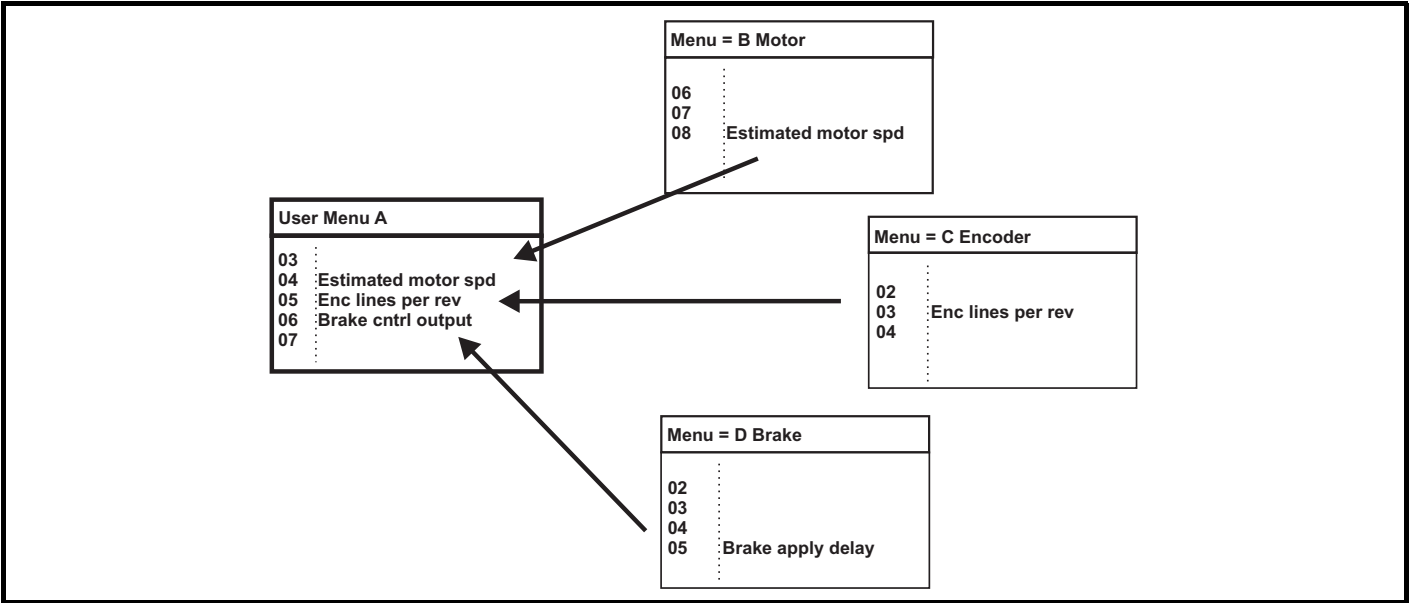 Menu = B Motor
06
07
08 Estimated motor spd
User Menu A
03
04 Estimated motor spd
05 Enc lines per rev
06 Brake cntrl output
07
Menu = C Encoder
02
03 Enc lines per rev
04
Menu = D Brake
02
03
04
05 Brake apply delay